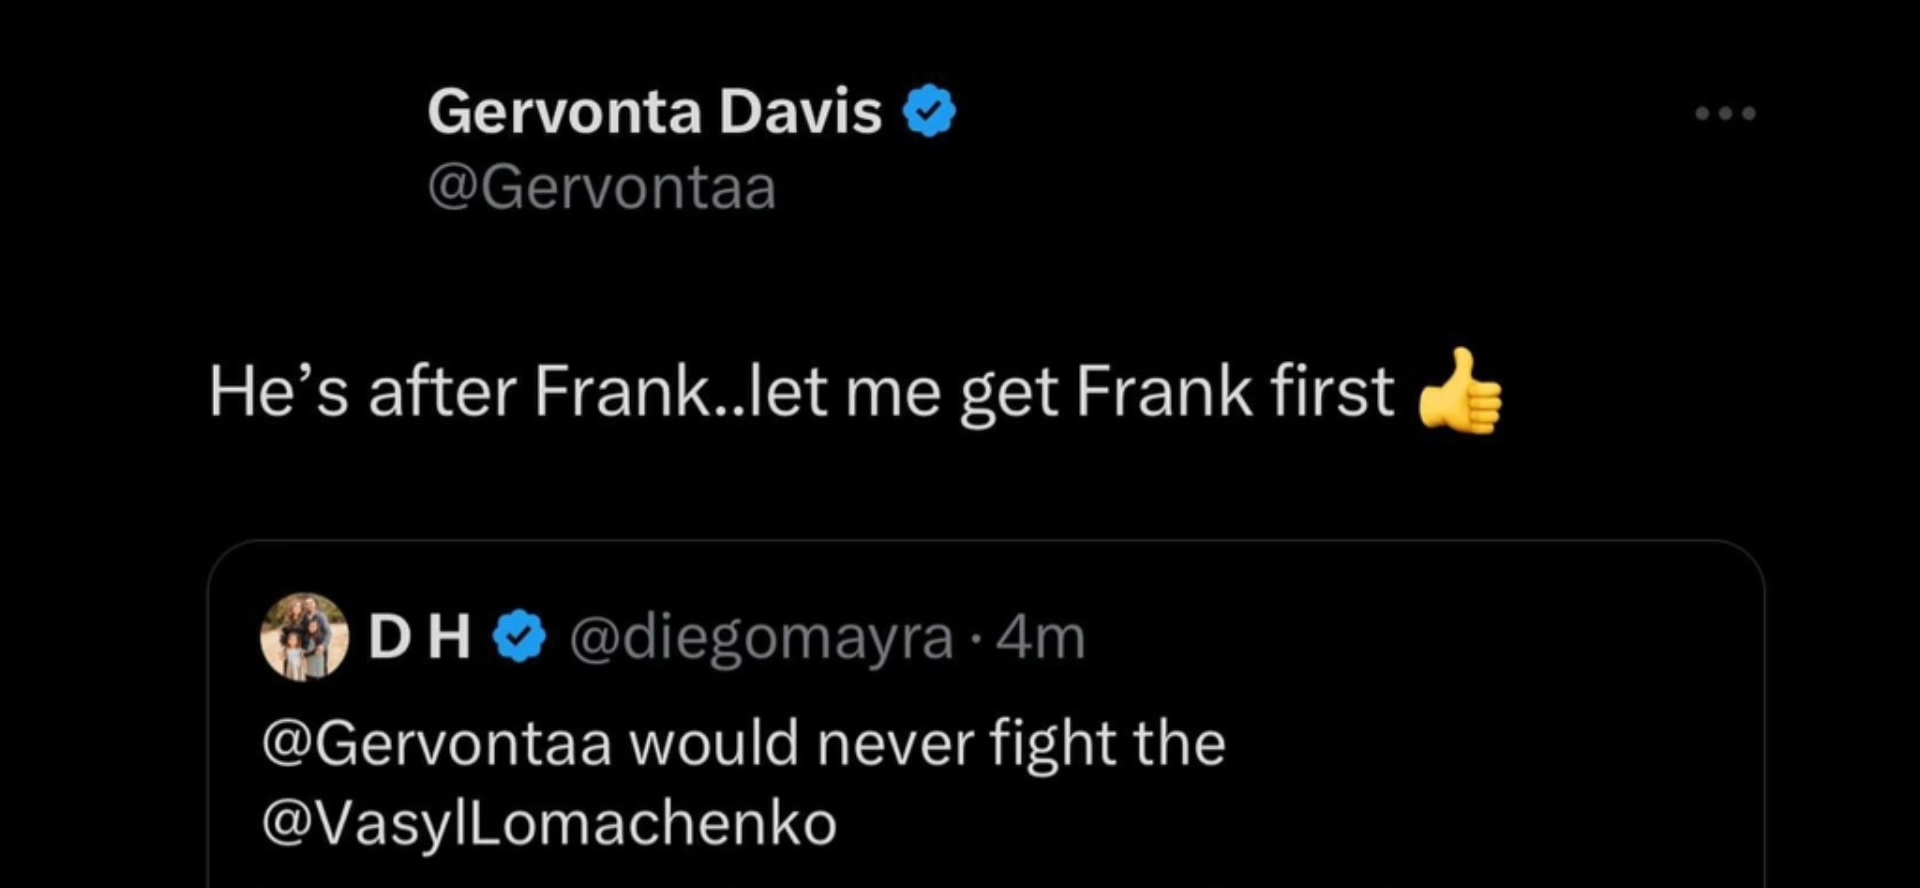 Gervonta Davis
@Gervontaa
He’s after Frank..let me get Frank first 👍
D H @diegomayra · 4m
@Gervontaa would never fight the
@VasylLomachenko